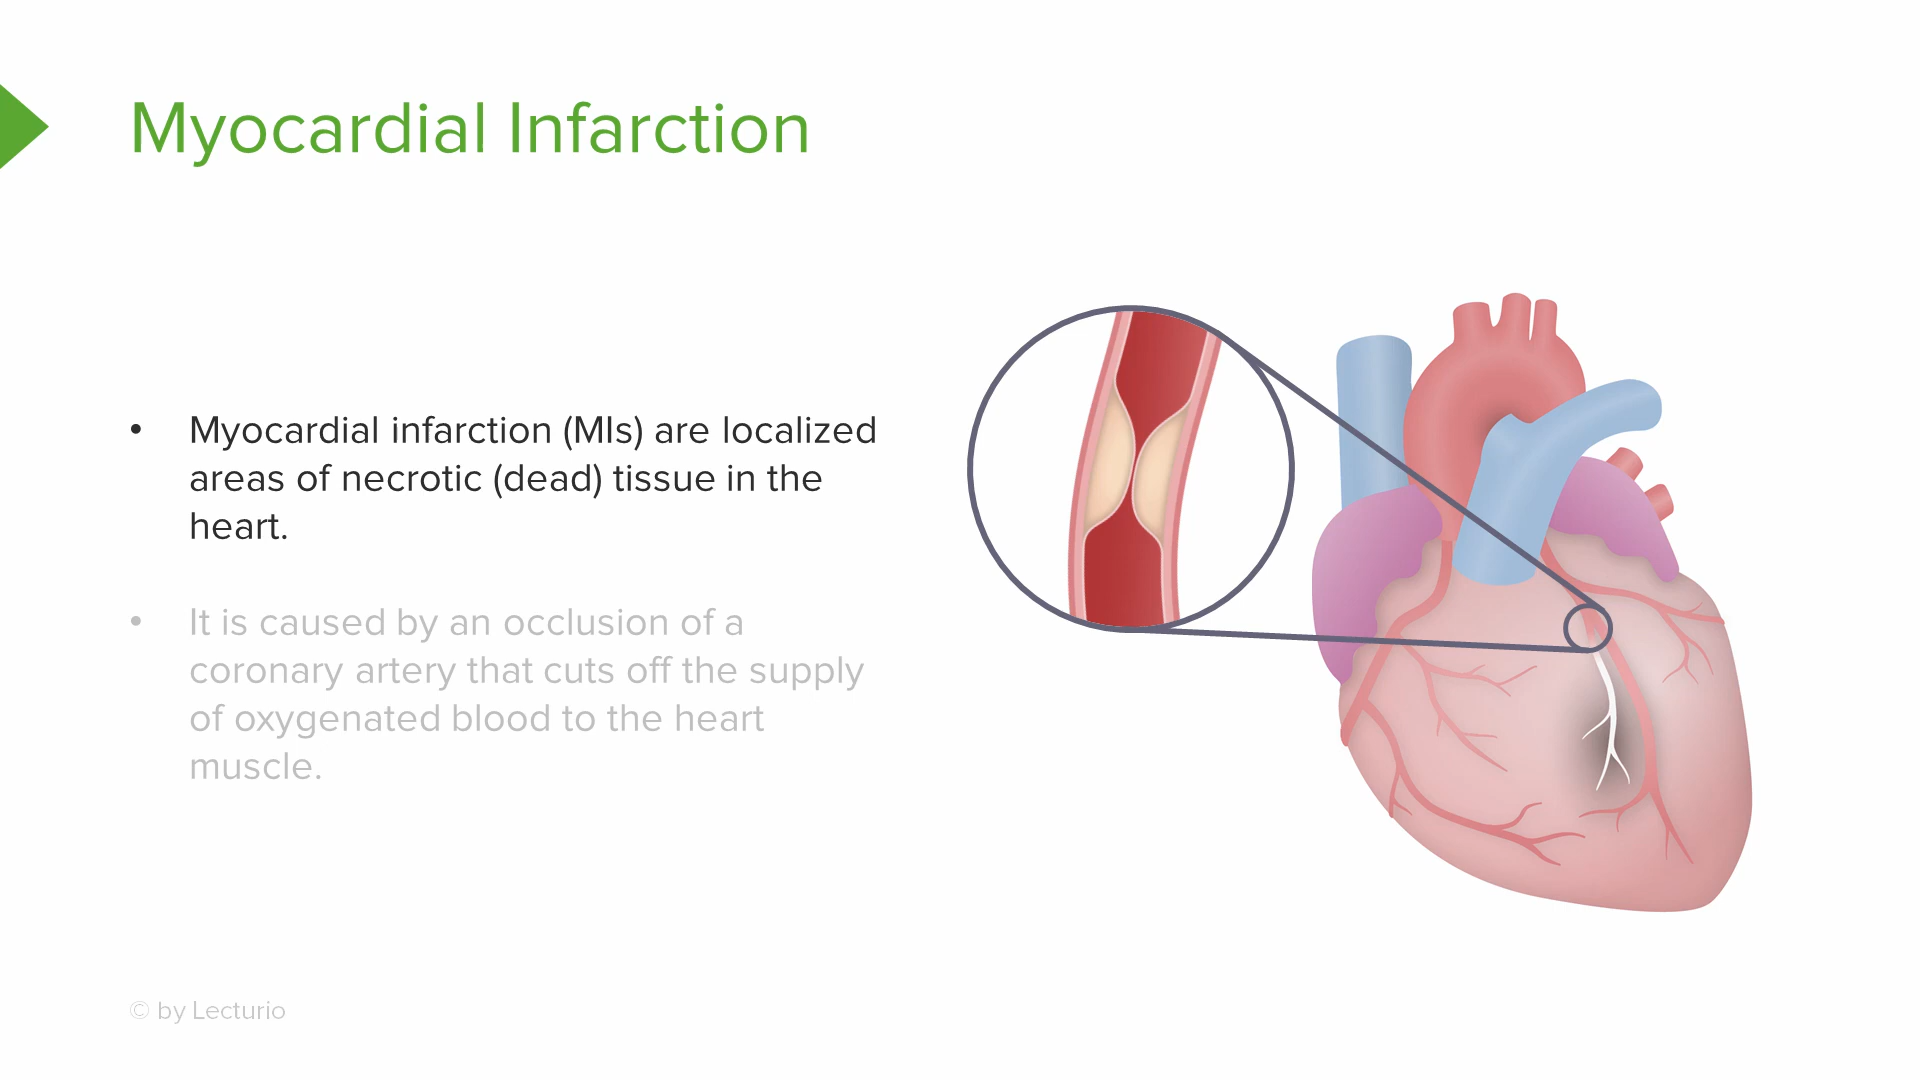 Myocardial Infarction
• Myocardial infarction (MIs) are localized
areas of necrotic (dead) tissue in the
heart.
• It is caused by an occlusion of a
coronary artery that cuts off the supply
of oxygenated blood to the heart
muscle.
© by Lecturio